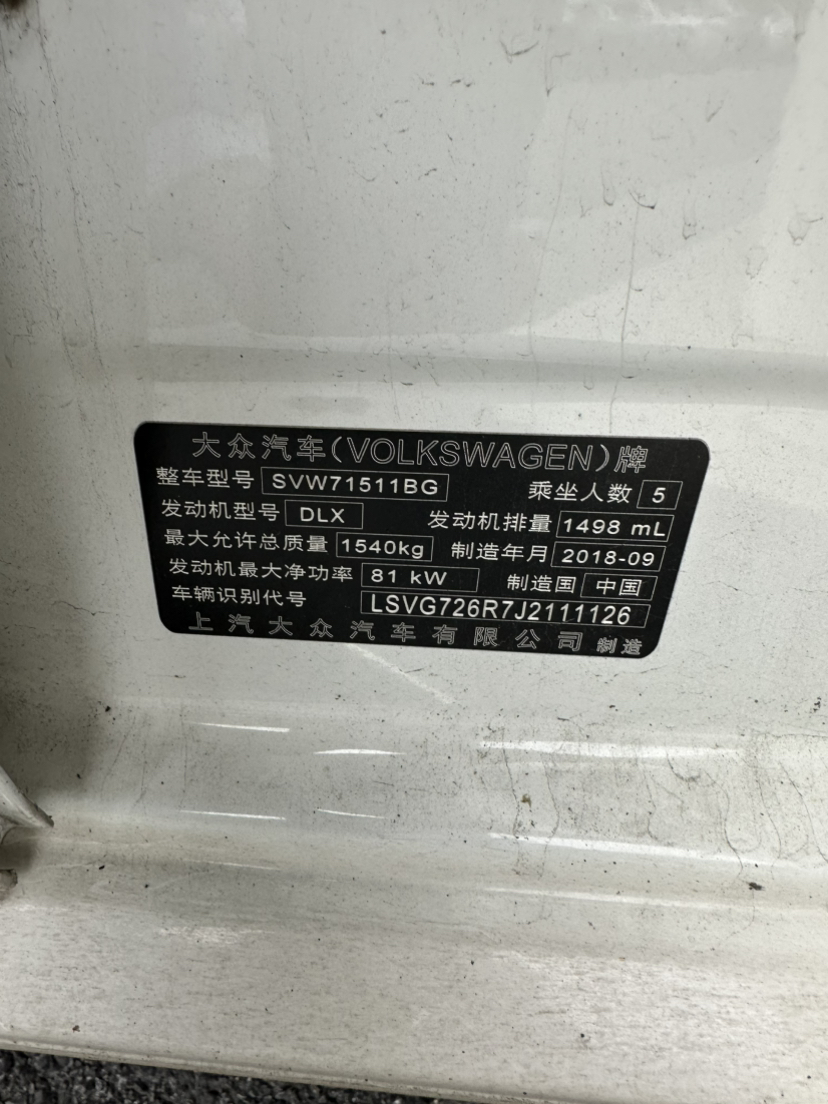 大众汽车(VOLKSWAGEN)牌
整车型号 SVW71511BG 乘坐人数 5
发动机型号 DLX 发动机排量 1498 mL
最大允许总质量 1540kg 制造年月 2018-09
发动机最大净功率 81 kW 制造国 中国
车辆识别代号 LSVG726R7J2111126
上汽大众汽车有限公司 制造